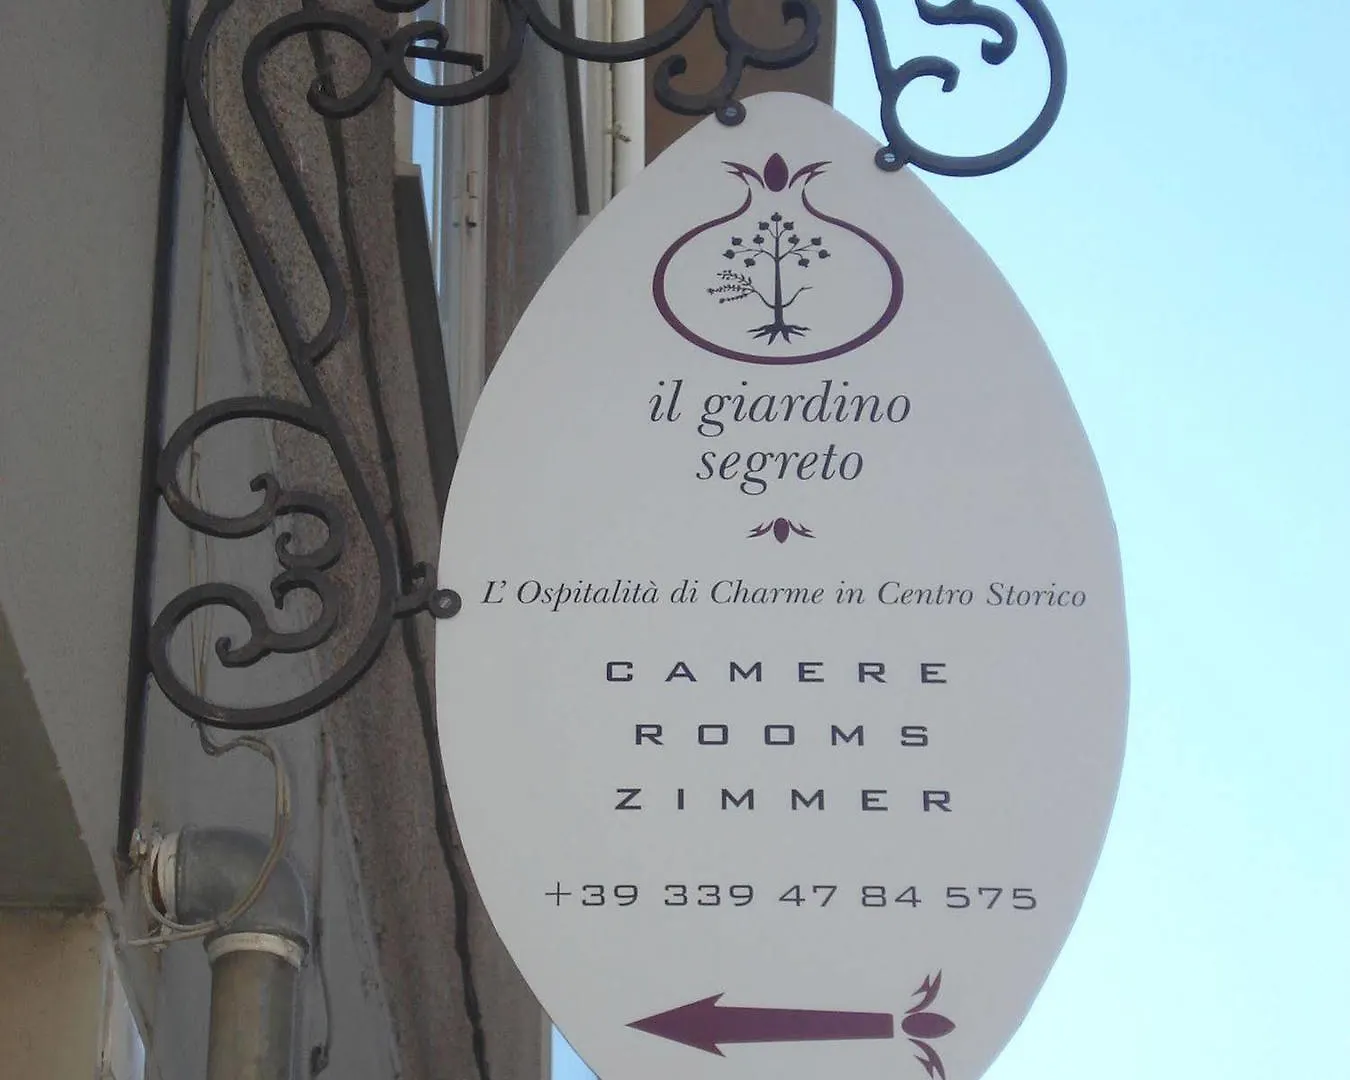 il giardino
segreto
L' Ospitalità di Charme in Centro Storico
CAMERE
ROOMS
ZIMMER
+39 339 47 84 575